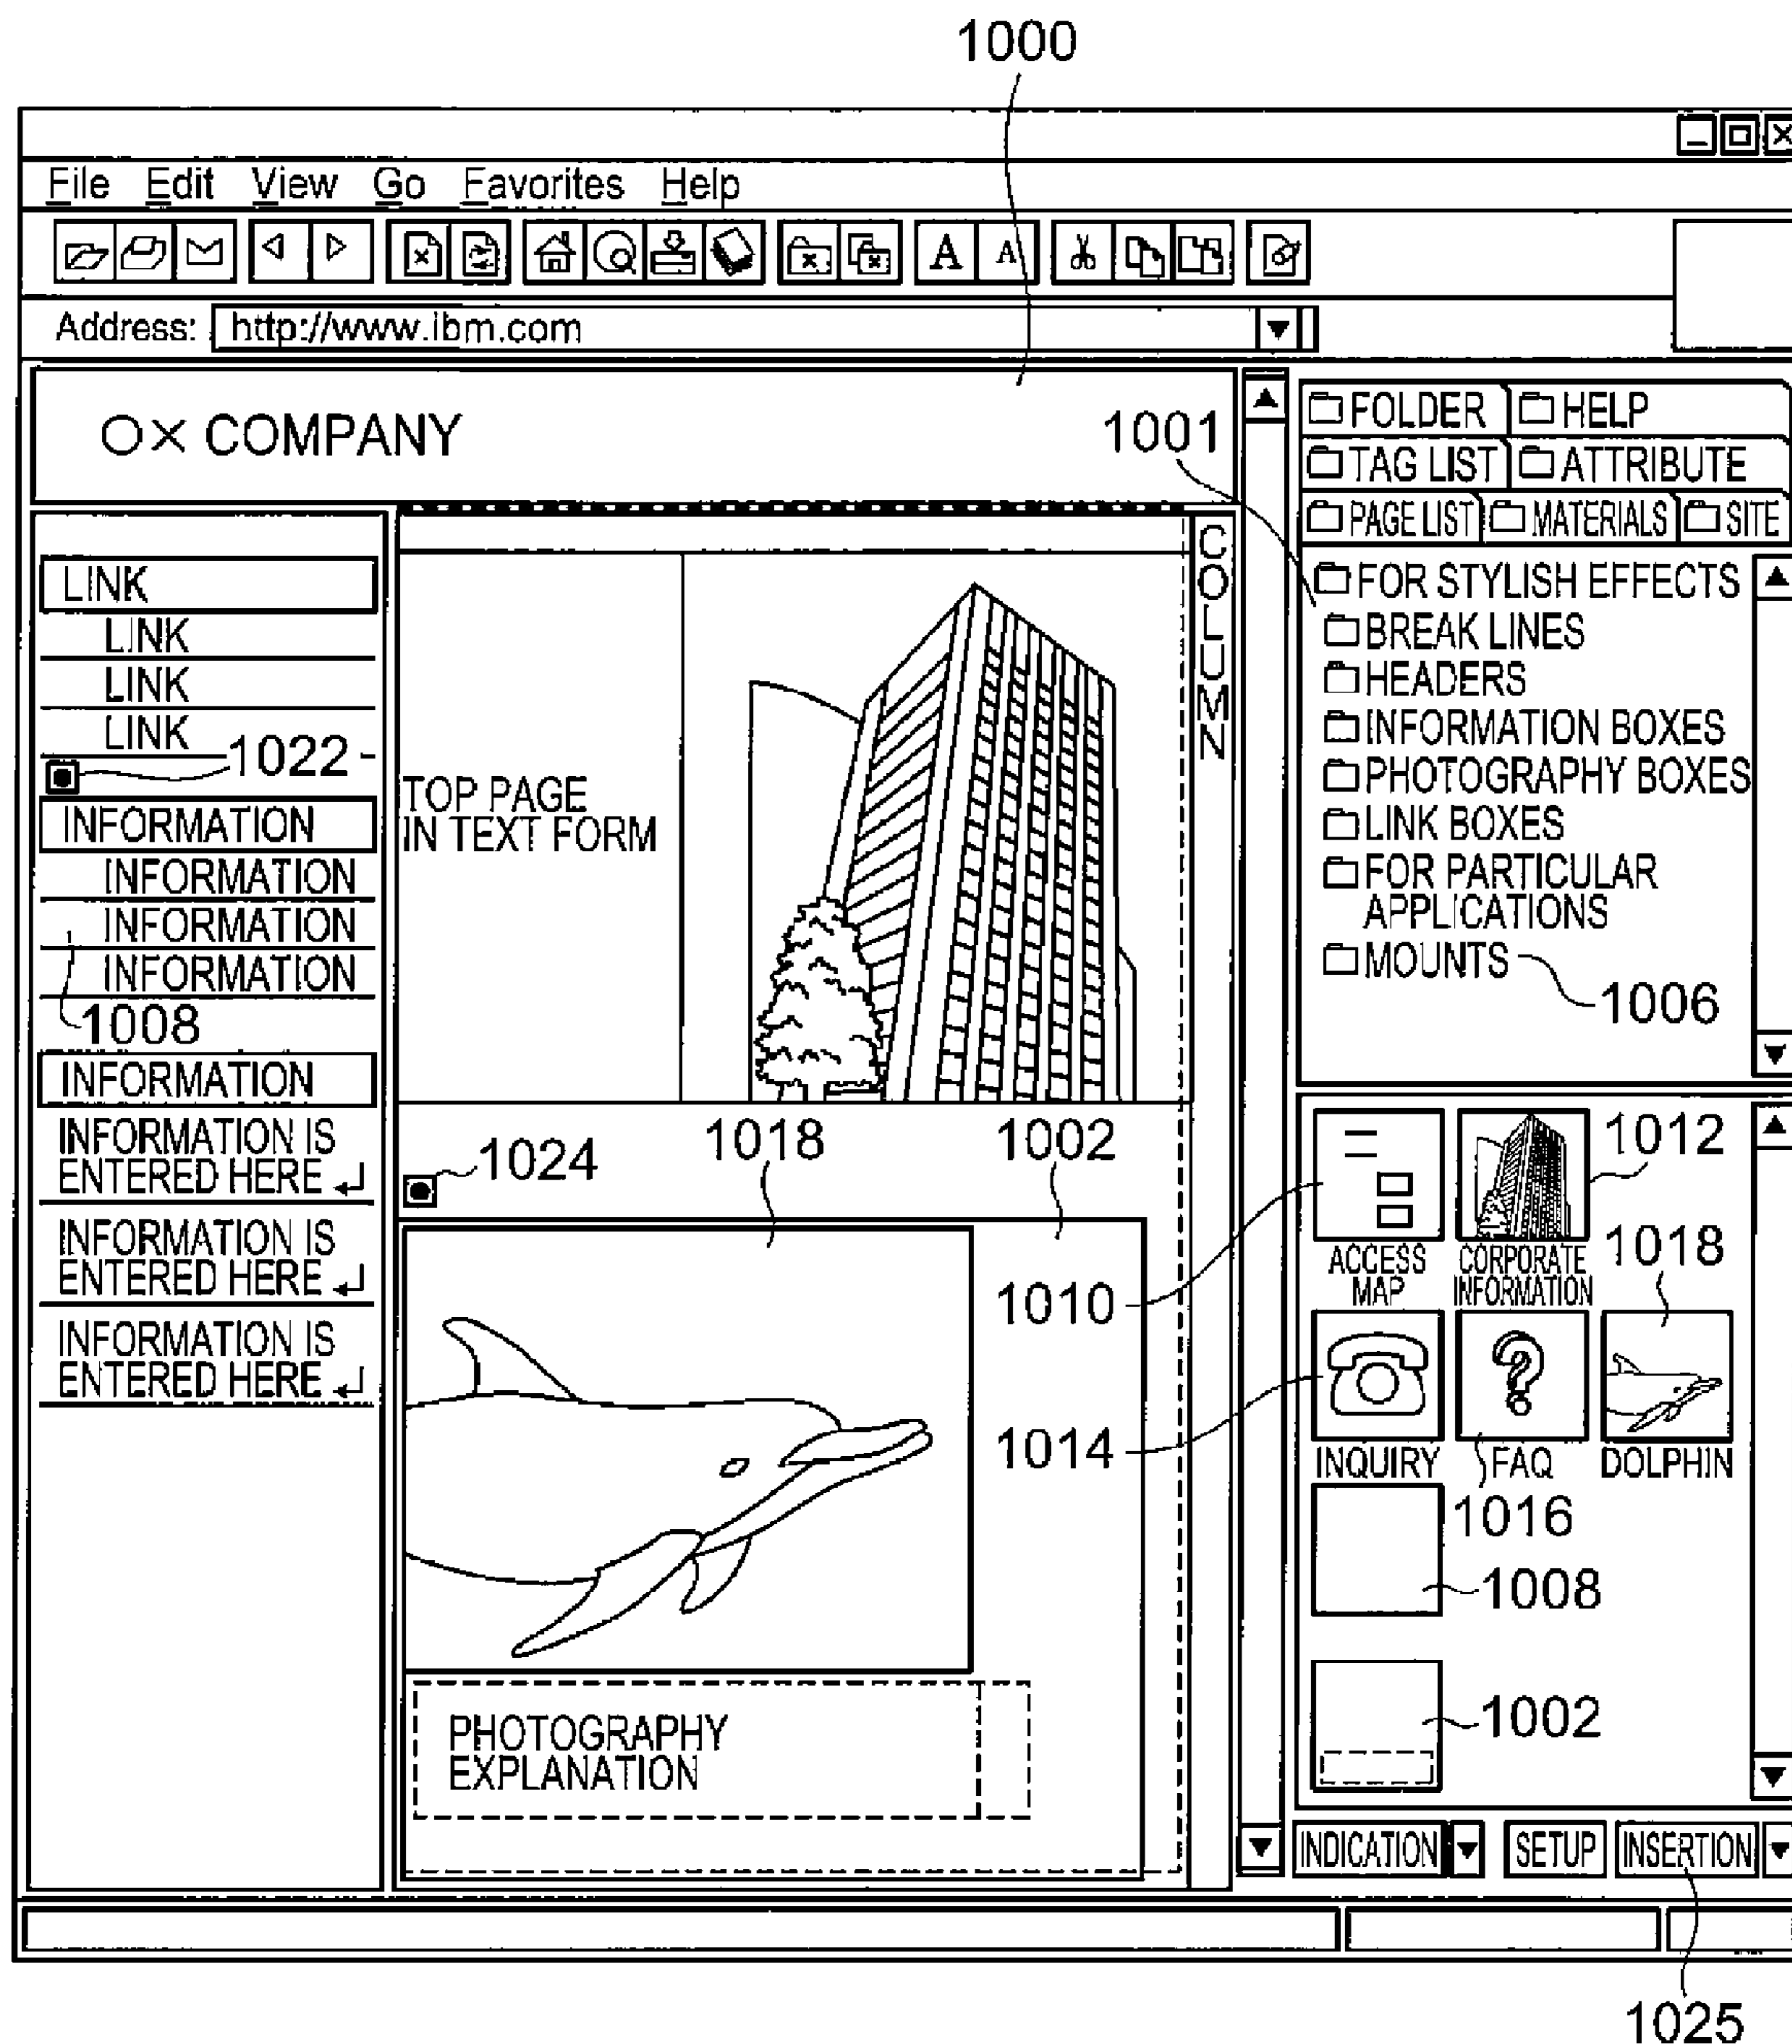 1000
File Edit View Go Favorites Help
A A
Address: http://www.ibm.com
○× COMPANY
1001
FOLDER HELP
TAG LIST ATTRIBUTE
PAGE LIST MATERIALS SITE
LINK
LINK
LINK
LINK
1022
INFORMATION
INFORMATION
INFORMATION
INFORMATION
1008
INFORMATION
INFORMATION IS
ENTERED HERE ↵
INFORMATION IS
ENTERED HERE ↵
INFORMATION IS
ENTERED HERE ↵
TOP PAGE
IN TEXT FORM
COLUMN
1024
1018
1002
1010
1014
PHOTOGRAPHY
EXPLANATION
FOR STYLISH EFFECTS
BREAK LINES
HEADERS
INFORMATION BOXES
PHOTOGRAPHY BOXES
LINK BOXES
FOR PARTICULAR
APPLICATIONS
MOUNTS
1006
1012
ACCESS
MAP
CORPORATE
INFORMATION
1018
?
INQUIRY
FAQ
DOLPHIN
1016
1008
1002
INDICATION SETUP INSERTION
1025